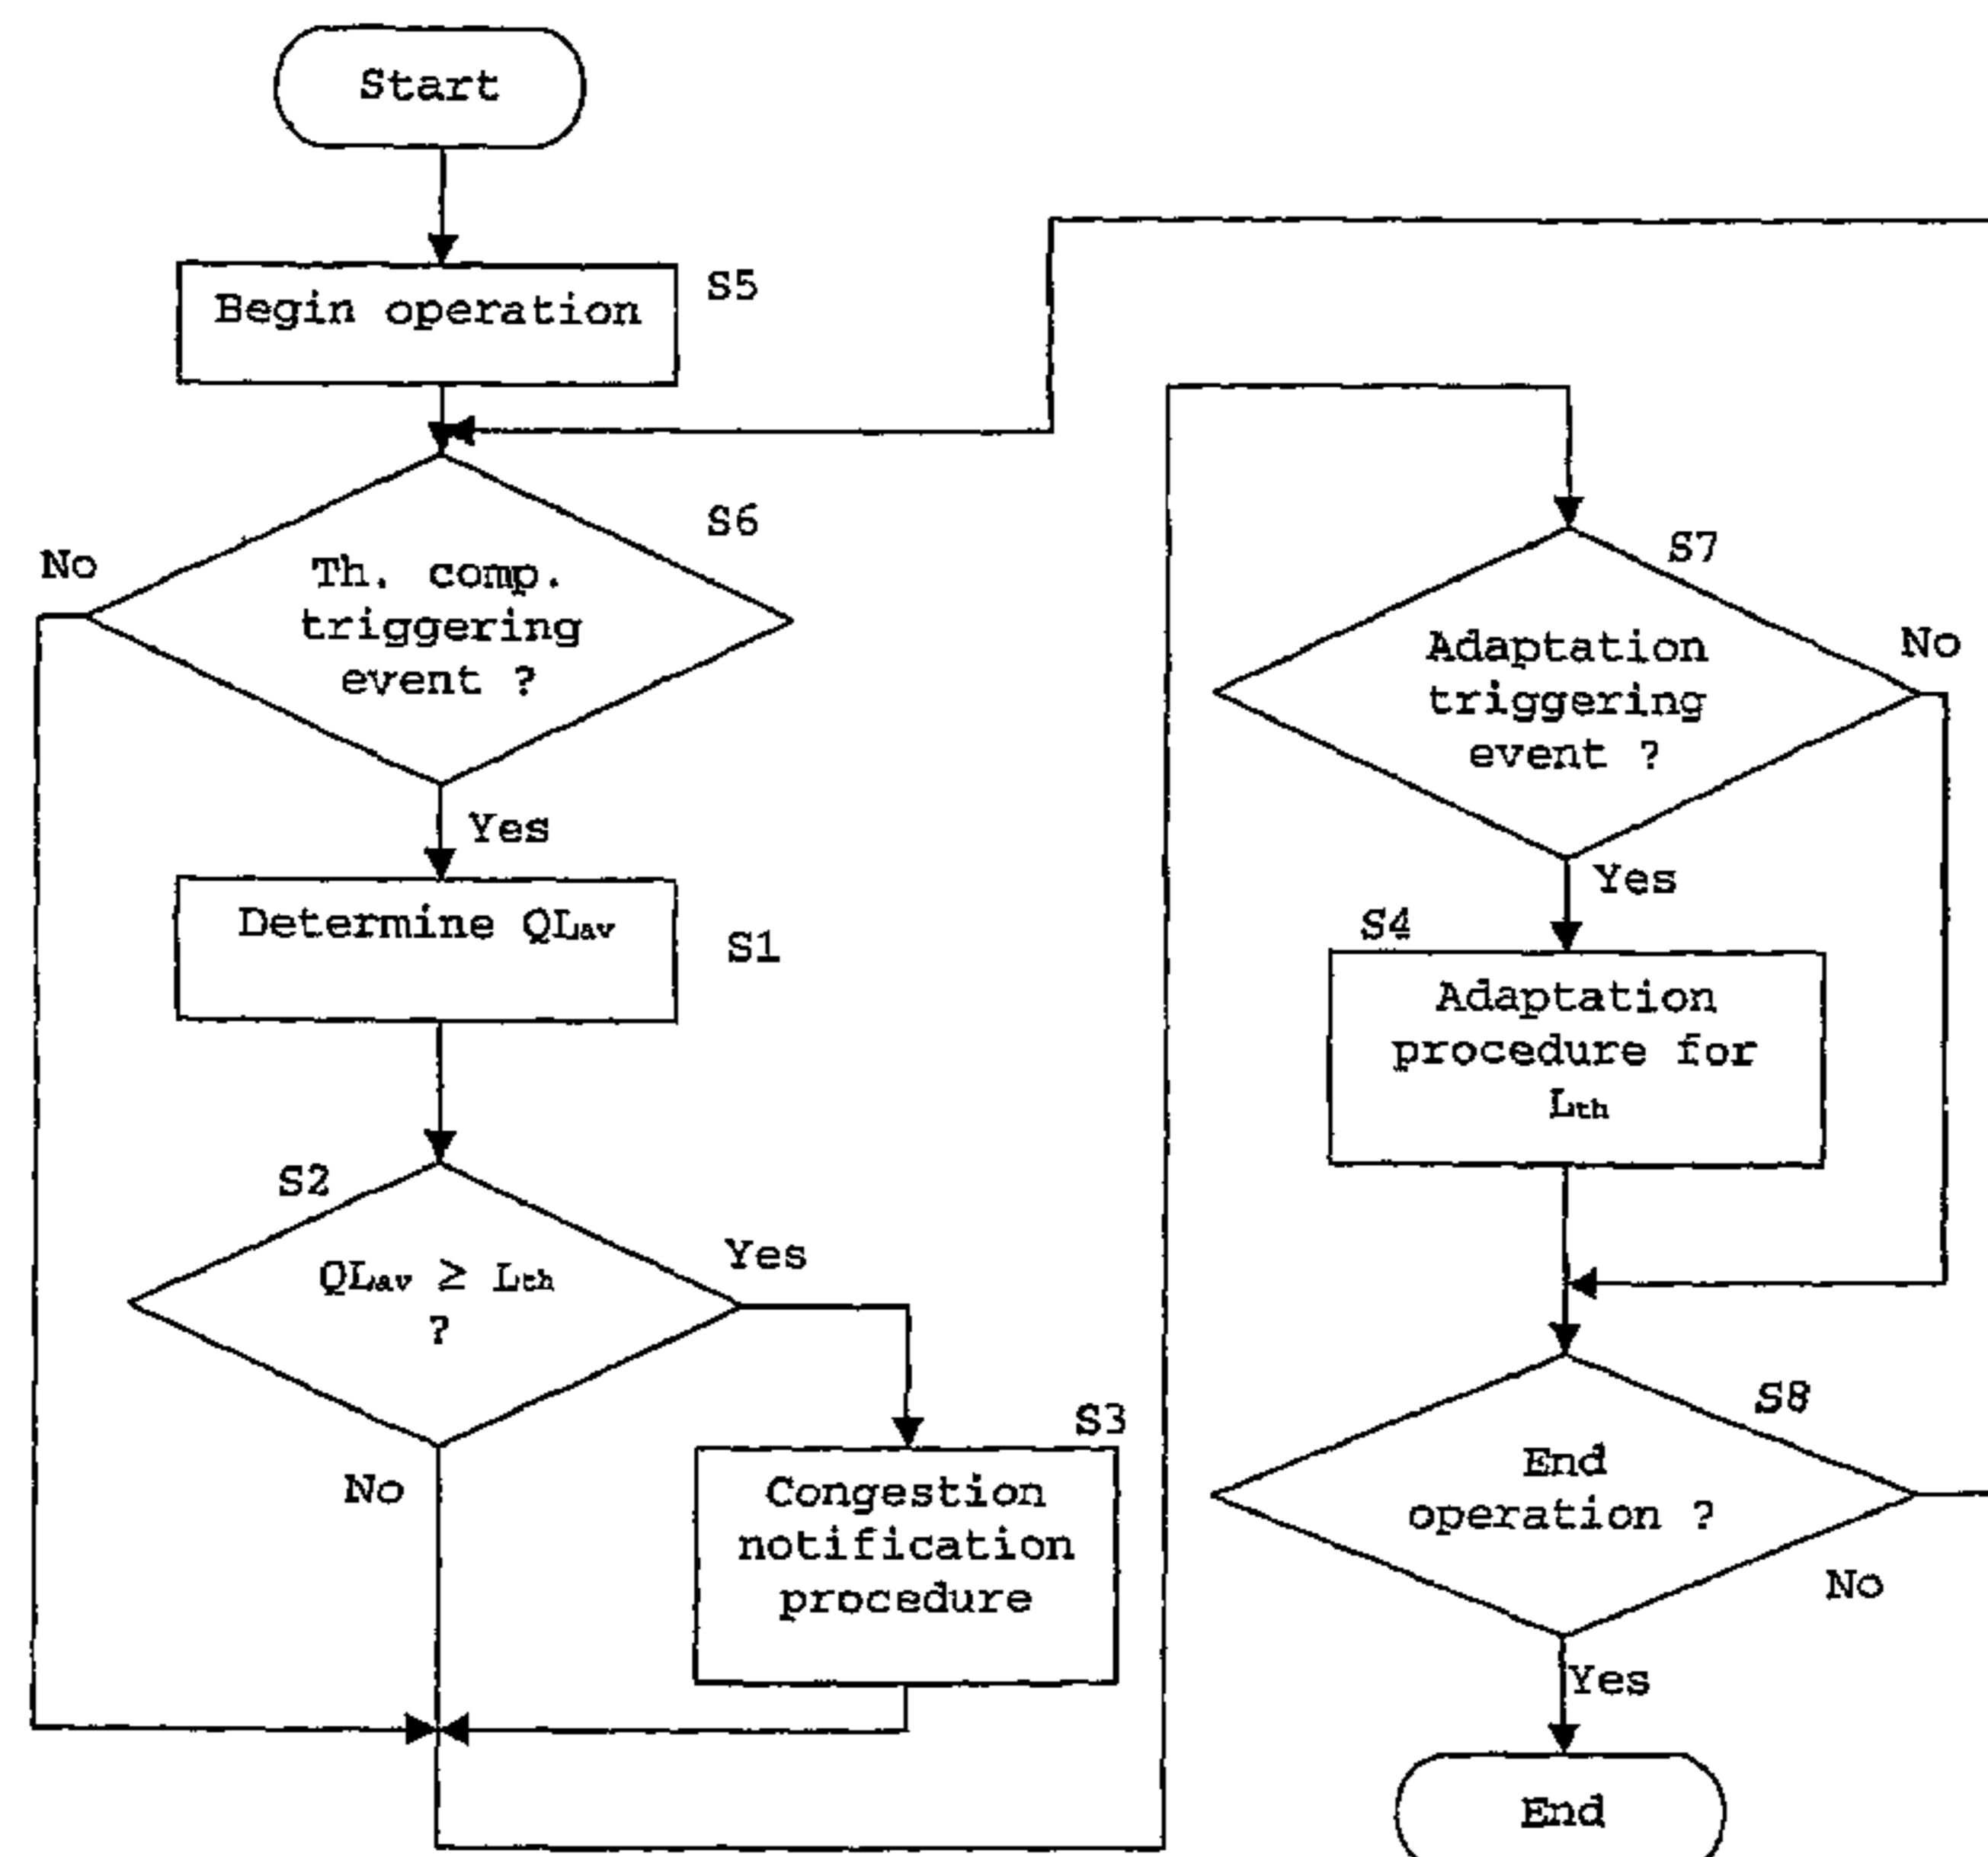 Start
Begin operation
S5
S6
No
Th. comp.
triggering
event ?
Yes
Determine QLav
S1
S2
QLav ≥ Lth
?
Yes
No
S3
Congestion
notification
procedure
S7
Adaptation
triggering
event ?
No
Yes
S4
Adaptation
procedure for
Lth
S8
End
operation ?
No
Yes
End